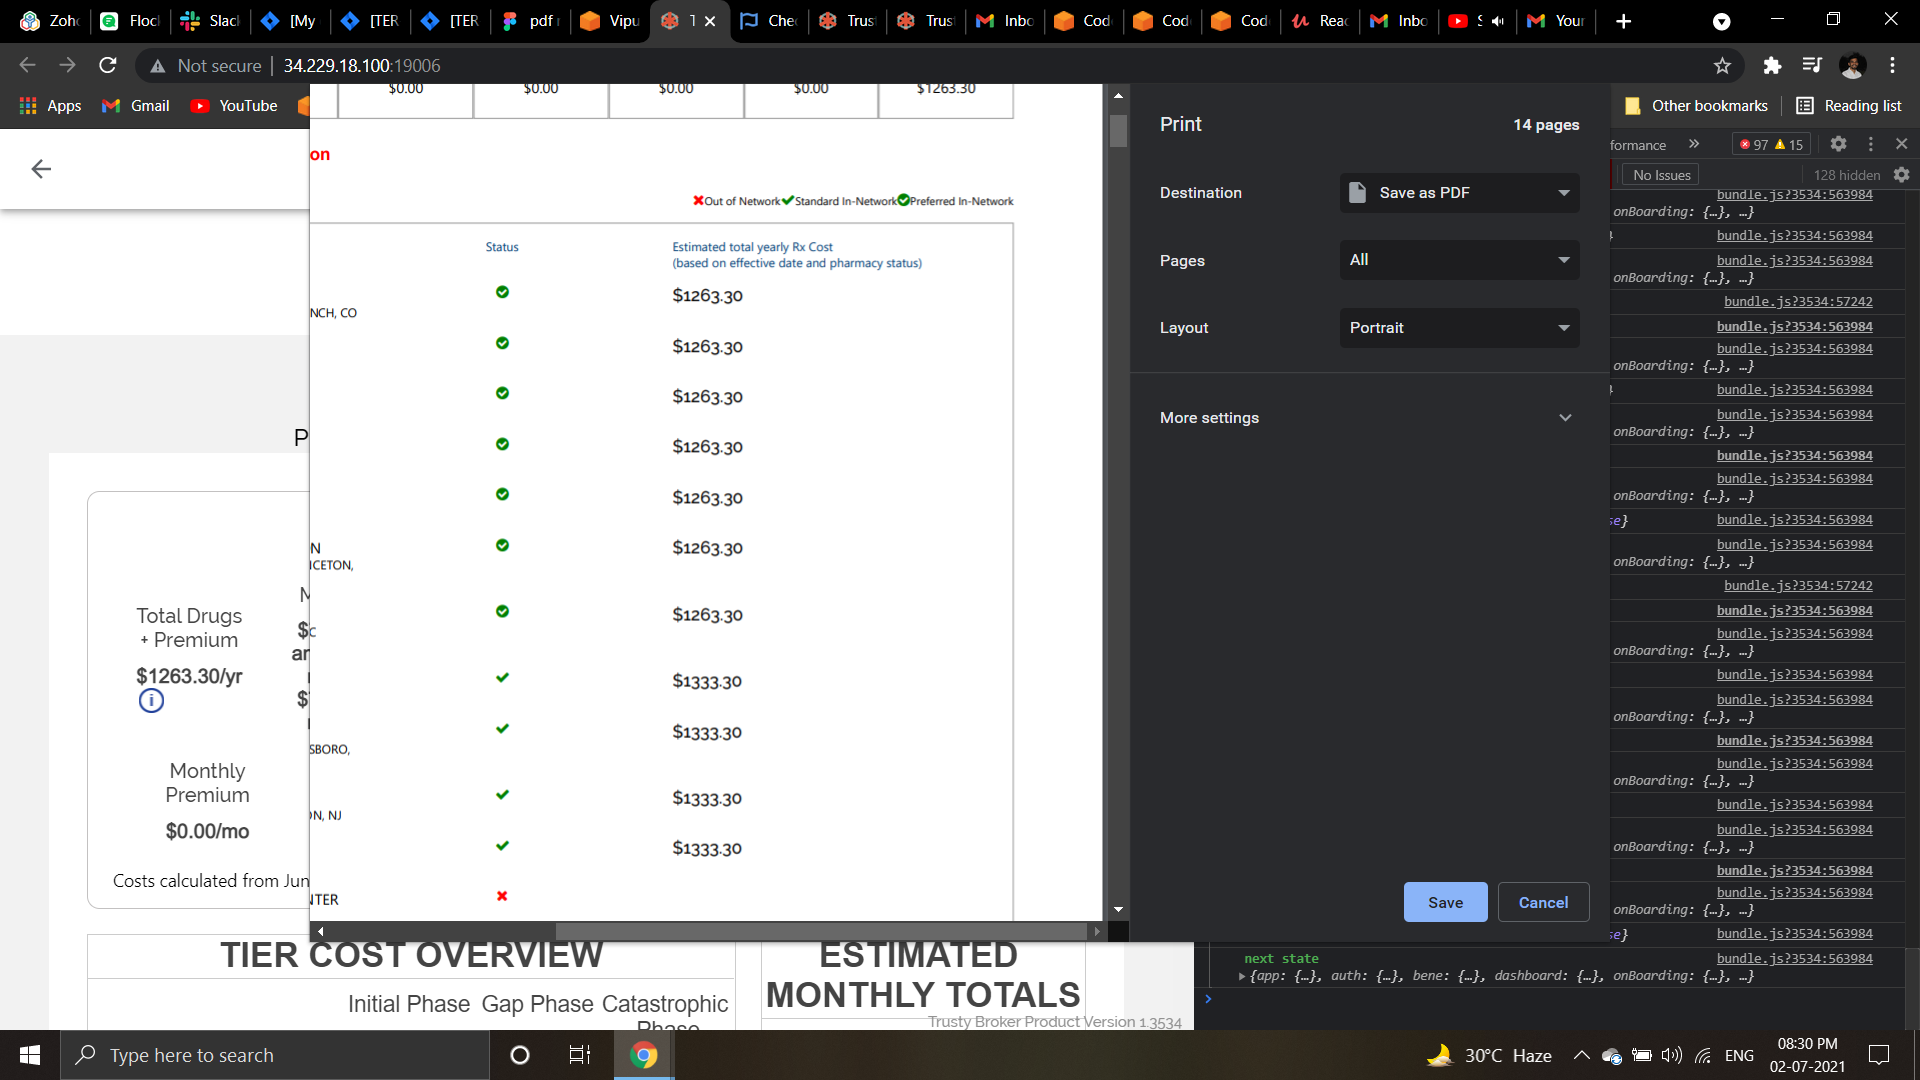 Zoho
Flock
Slack
[My
[TER
[TER
pdf
Vipu
1
Chec
Trust
Trust
Inbo
Code
Code
Code
Reac
Inbo
S
Your
Not secure
34.229.18.100:19006
Apps
Gmail
YouTube
Other bookmarks
Reading list
$0.00 $0.00 $0.00 $0.00 $1263.30
on
Out of Network Standard In-Network Preferred In-Network
Status
Estimated total yearly Rx Cost
(based on effective date and pharmacy status)
$1263.30
NCH, CO
$1263.30
$1263.30
$1263.30
$1263.30
$1263.30
N
ICETON,
$1263.30
C
$1333.30
$1333.30
SBORO,
$1333.30
N, NJ
$1333.30
NTER
Print
14 pages
Destination
Save as PDF
Pages
All
Layout
Portrait
More settings
Save
Cancel
P
Total Drugs
+ Premium
$1263.30/yr
i
M
$
ar
$
Monthly
Premium
$0.00/mo
Costs calculated from Jun
TIER COST OVERVIEW
Initial Phase Gap Phase Catastrophic
Phase
ESTIMATED
MONTHLY TOTALS
Trusty Broker Product Version 1.3534
formance
97
15
No Issues
128 hidden
bundle.js?3534:563984
onBoarding: {…}, …}
bundle.js?3534:563984
bundle.js?3534:563984
onBoarding: {…}, …}
bundle.js?3534:57242
bundle.js?3534:563984
bundle.js?3534:563984
onBoarding: {…}, …}
bundle.js?3534:563984
bundle.js?3534:563984
onBoarding: {…}, …}
bundle.js?3534:563984
bundle.js?3534:563984
onBoarding: {…}, …}
se}
bundle.js?3534:563984
bundle.js?3534:563984
onBoarding: {…}, …}
bundle.js?3534:57242
bundle.js?3534:563984
bundle.js?3534:563984
onBoarding: {…}, …}
bundle.js?3534:563984
bundle.js?3534:563984
onBoarding: {…}, …}
bundle.js?3534:563984
bundle.js?3534:563984
onBoarding: {…}, …}
bundle.js?3534:563984
bundle.js?3534:563984
onBoarding: {…}, …}
bundle.js?3534:563984
bundle.js?3534:563984
onBoarding: {…}, …}
se}
bundle.js?3534:563984
next state
bundle.js?3534:563984
{app: {…}, auth: {…}, bene: {…}, dashboard: {…}, onBoarding: {…}, …}
Type here to search
30°C Haze
ENG
08:30 PM
02-07-2021